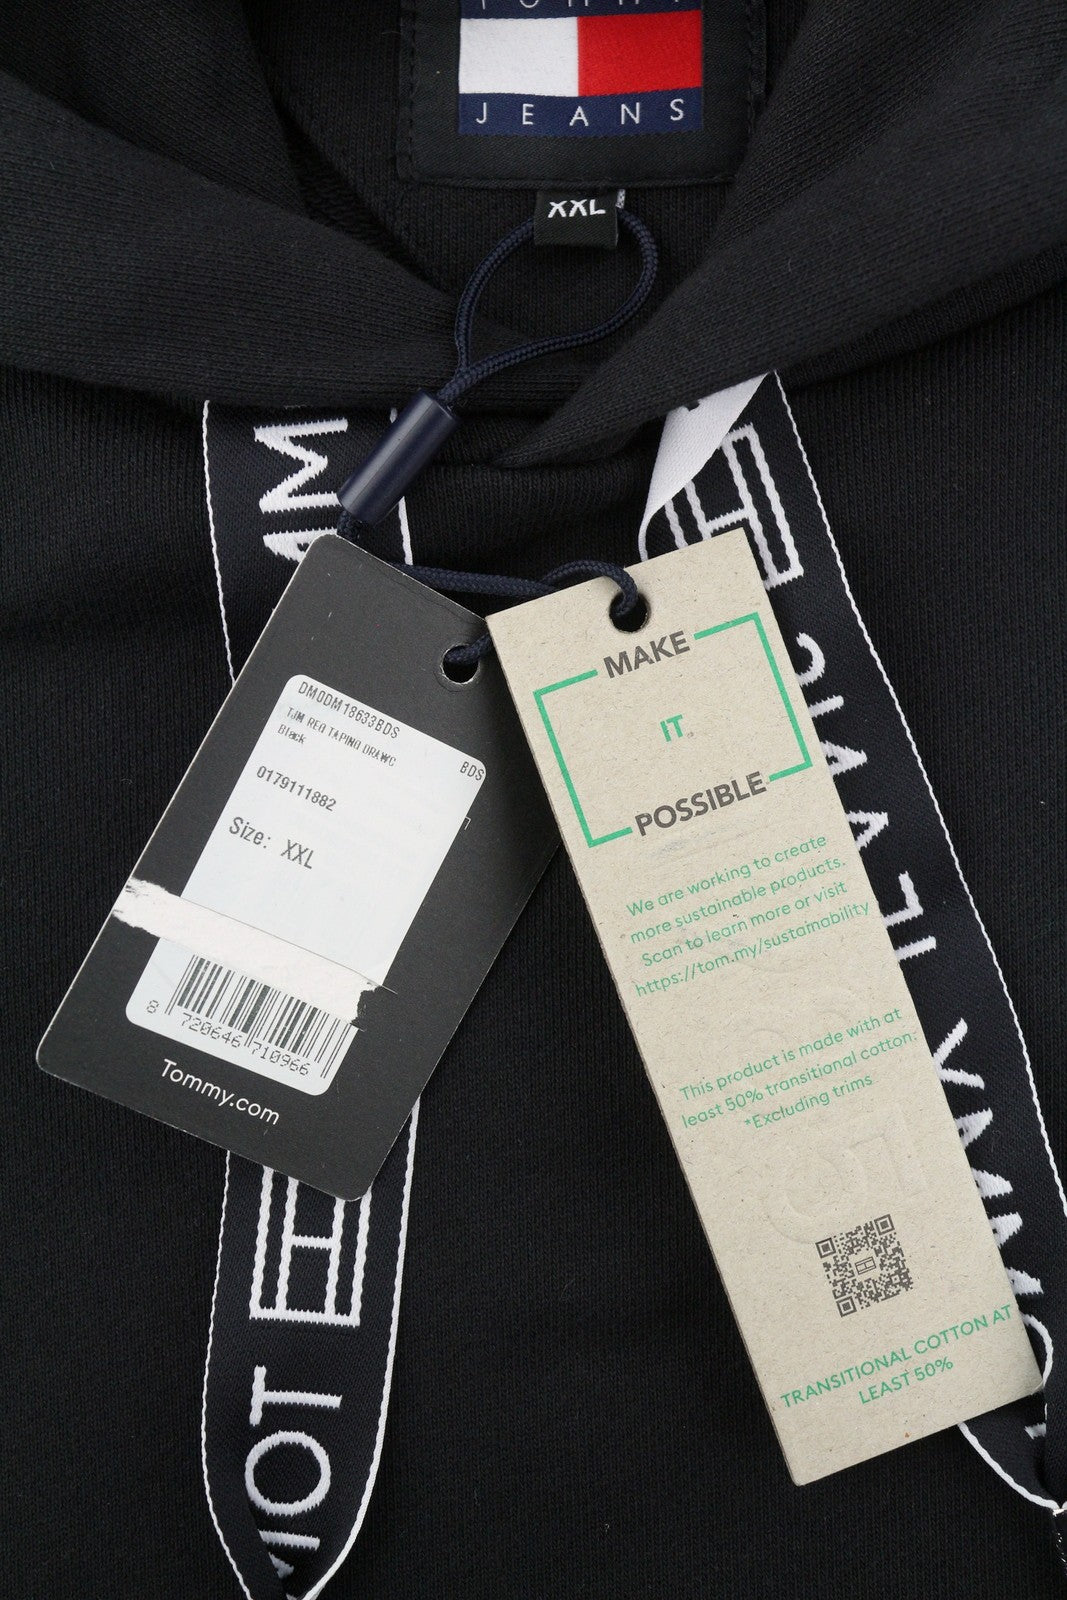 TOMMY
JEANS
XXL
DM0DM18633BDS
TJM REG TAPING DRAWC
Black
BDS
0179111882
Size: XXL
8 720646 710966
Tommy.com
MAKE
IT
POSSIBLE
We are working to create
more sustainable products.
Scan to learn more or visit
https://tom.my/sustainability
This product is made with at
least 50% transitional cotton.
*Excluding trims
TRANSITIONAL COTTON AT
LEAST 50%